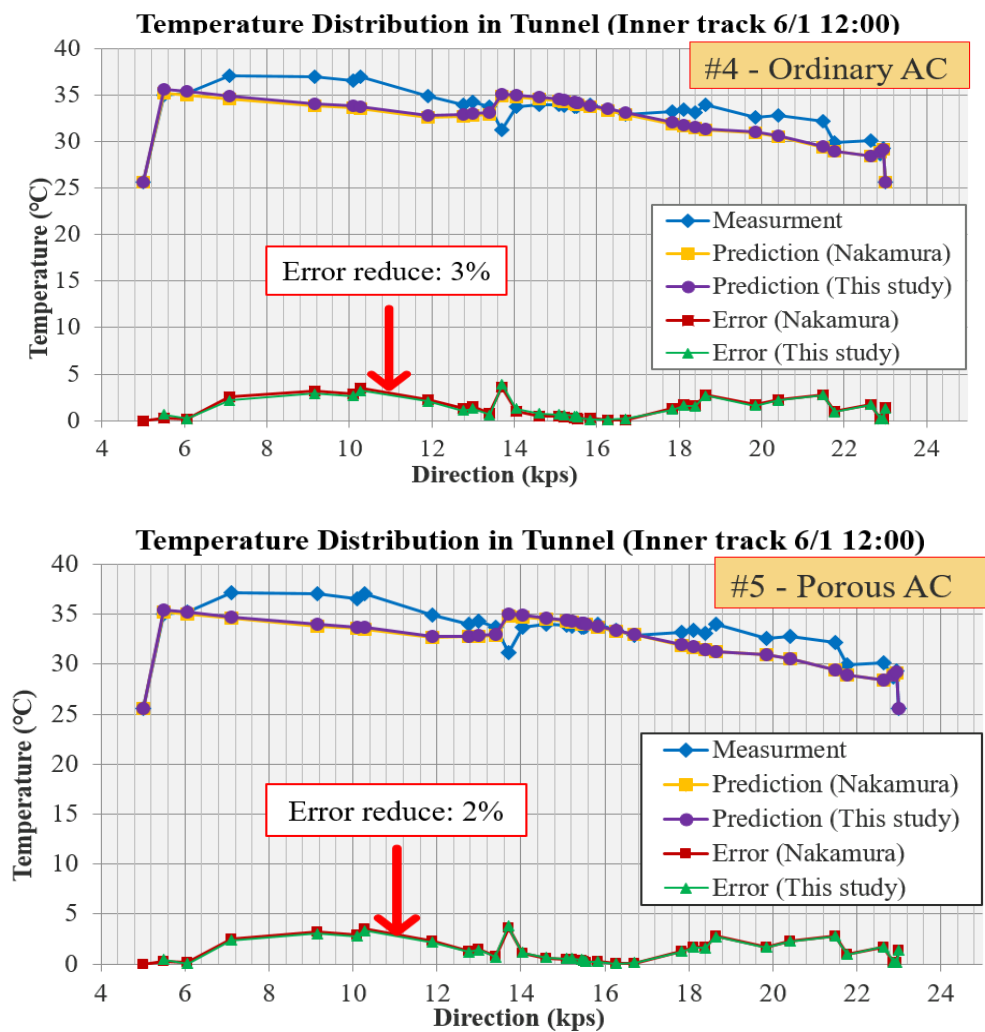 Temperature Distribution in Tunnel (Inner track 6/1 12:00)
#4 - Ordinary AC
40
35
30
25
20
15
10
5
0
Temperature (℃)
Measurment
Prediction (Nakamura)
Prediction (This study)
Error (Nakamura)
Error (This study)
Error reduce: 3%
4 6 8 10 12 14 16 18 20 22 24
Direction (kps)
Temperature Distribution in Tunnel (Inner track 6/1 12:00)
#5 - Porous AC
40
35
30
25
20
15
10
5
0
Temperature (℃)
Measurment
Prediction (Nakamura)
Prediction (This study)
Error (Nakamura)
Error (This study)
Error reduce: 2%
4 6 8 10 12 14 16 18 20 22 24
Direction (kps)